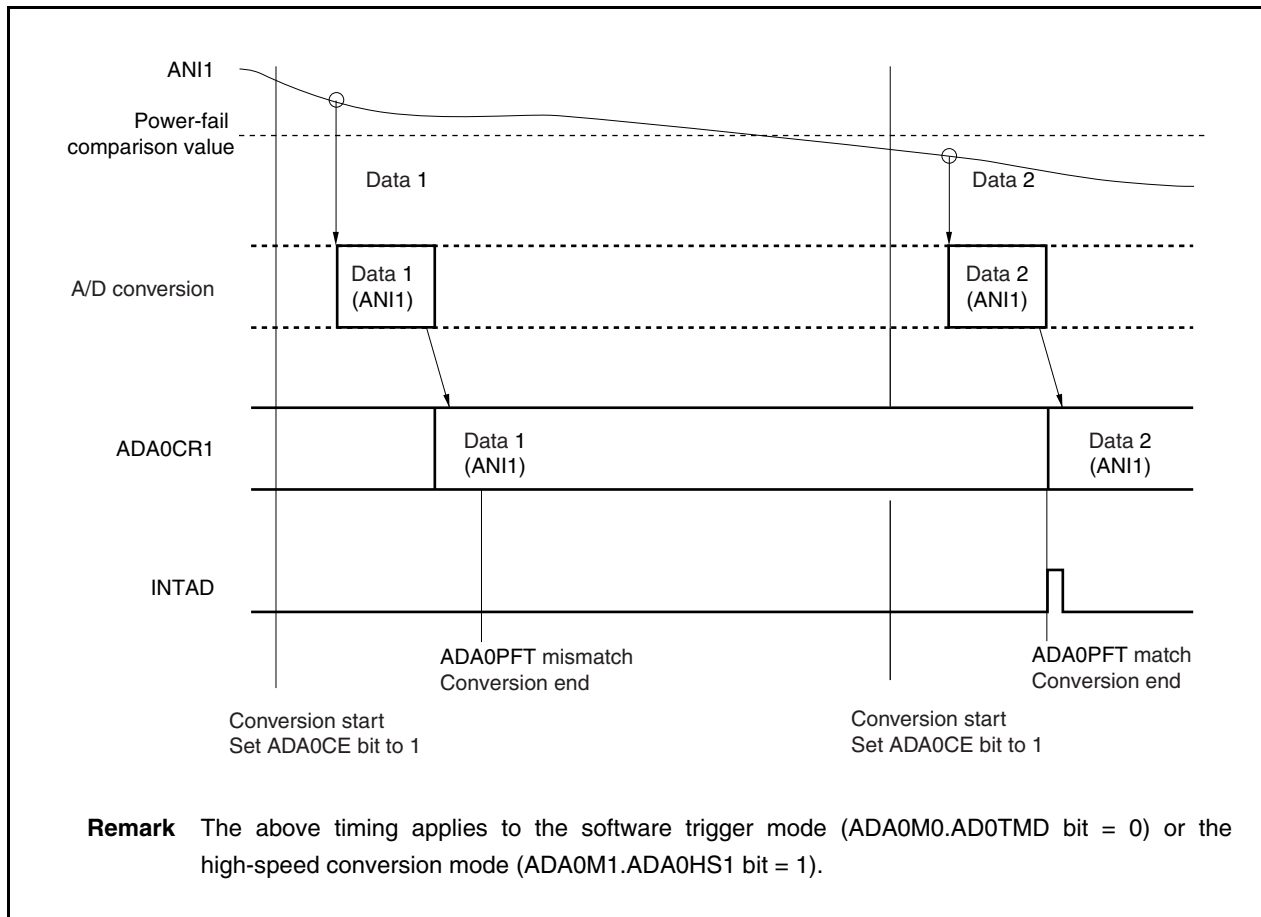 ANI1
Power-fail
comparison value
Data 1
Data 2
A/D conversion
Data 1
(ANI1)
Data 2
(ANI1)
ADA0CR1
Data 1
(ANI1)
Data 2
(ANI1)
INTAD
ADA0PFT mismatch
Conversion end
ADA0PFT match
Conversion end
Conversion start
Set ADA0CE bit to 1
Conversion start
Set ADA0CE bit to 1
Remark The above timing applies to the software trigger mode (ADA0M0.AD0TMD bit = 0) or the
high-speed conversion mode (ADA0M1.ADA0HS1 bit = 1).